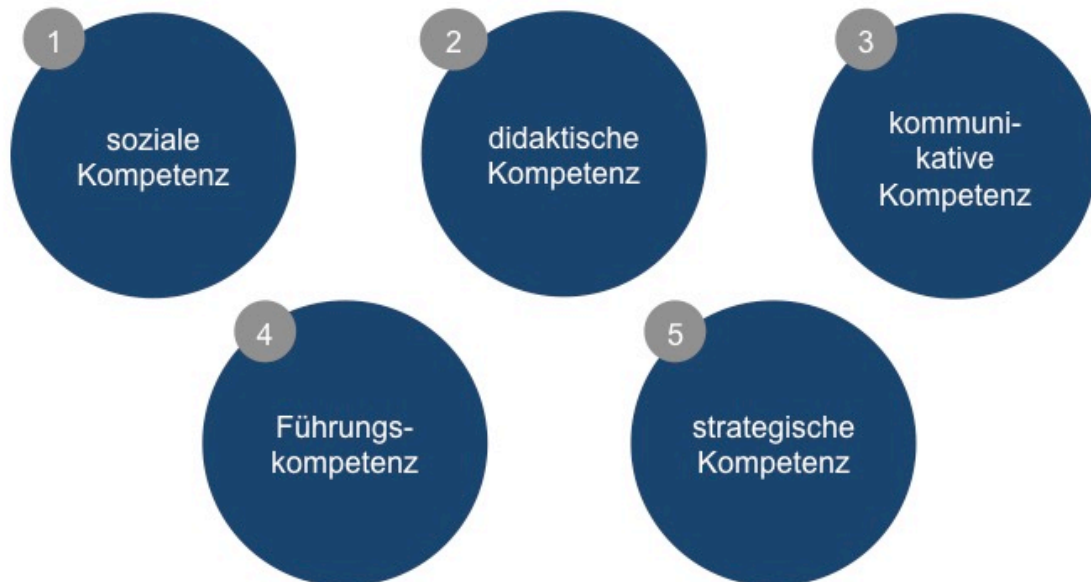 1
soziale
Kompetenz
2
didaktische
Kompetenz
3
kommuni-
kative
Kompetenz
4
Führungs-
kompetenz
5
strategische
Kompetenz